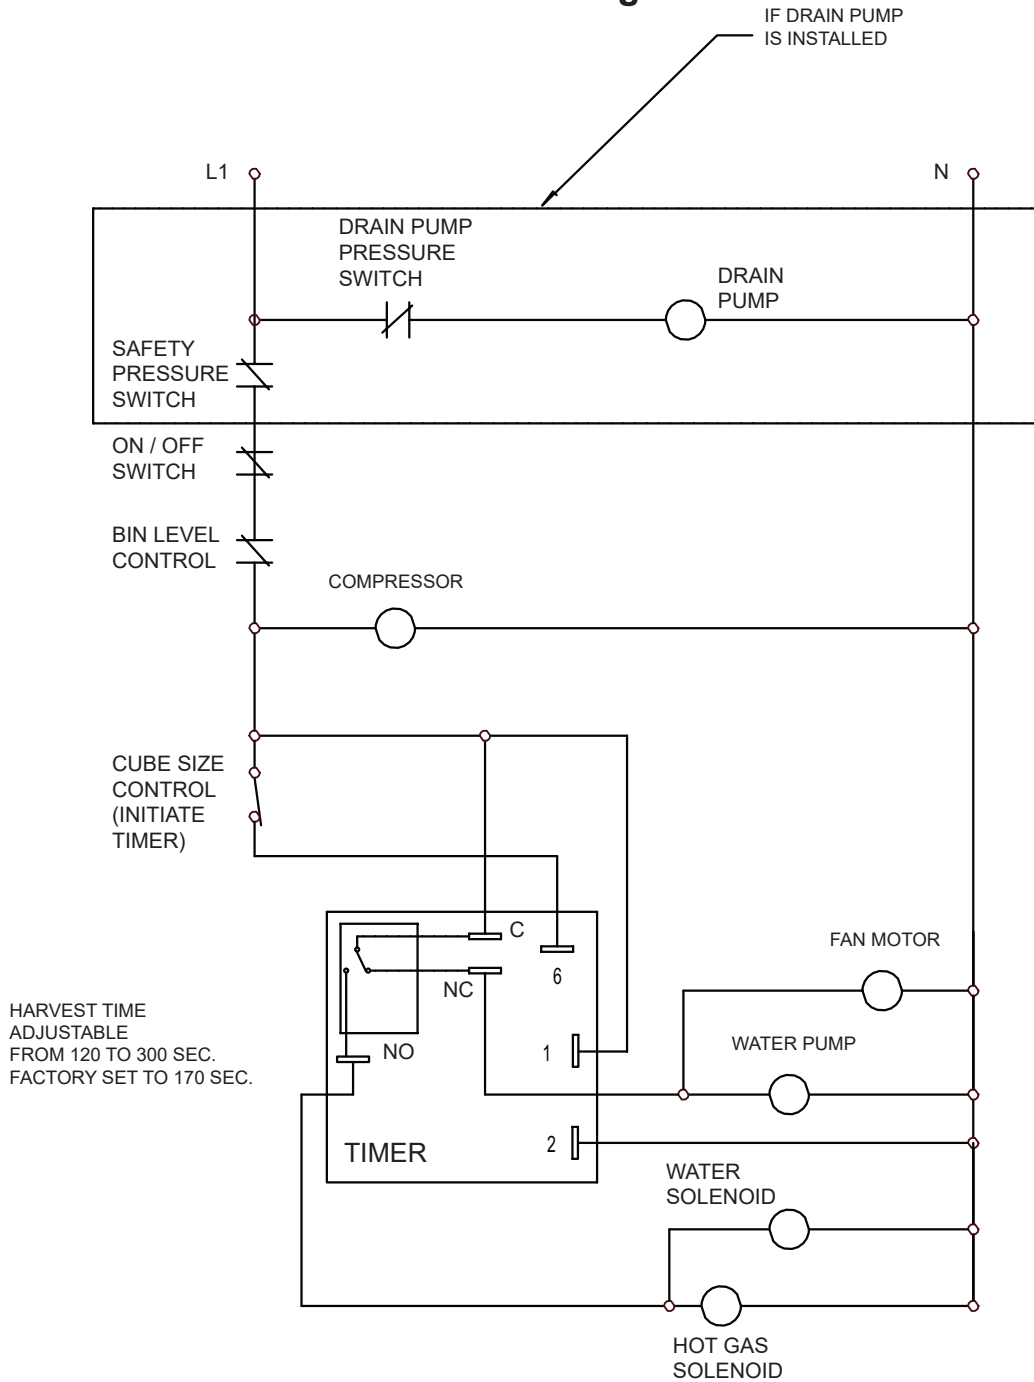 IF DRAIN PUMP
IS INSTALLED
L1
N
DRAIN PUMP
PRESSURE
SWITCH
DRAIN
PUMP
SAFETY
PRESSURE
SWITCH
ON / OFF
SWITCH
BIN LEVEL
CONTROL
COMPRESSOR
CUBE SIZE
CONTROL
(INITIATE
TIMER)
C
6
NC
NO
1
2
TIMER
FAN MOTOR
WATER PUMP
HARVEST TIME
ADJUSTABLE
FROM 120 TO 300 SEC.
FACTORY SET TO 170 SEC.
WATER
SOLENOID
HOT GAS
SOLENOID